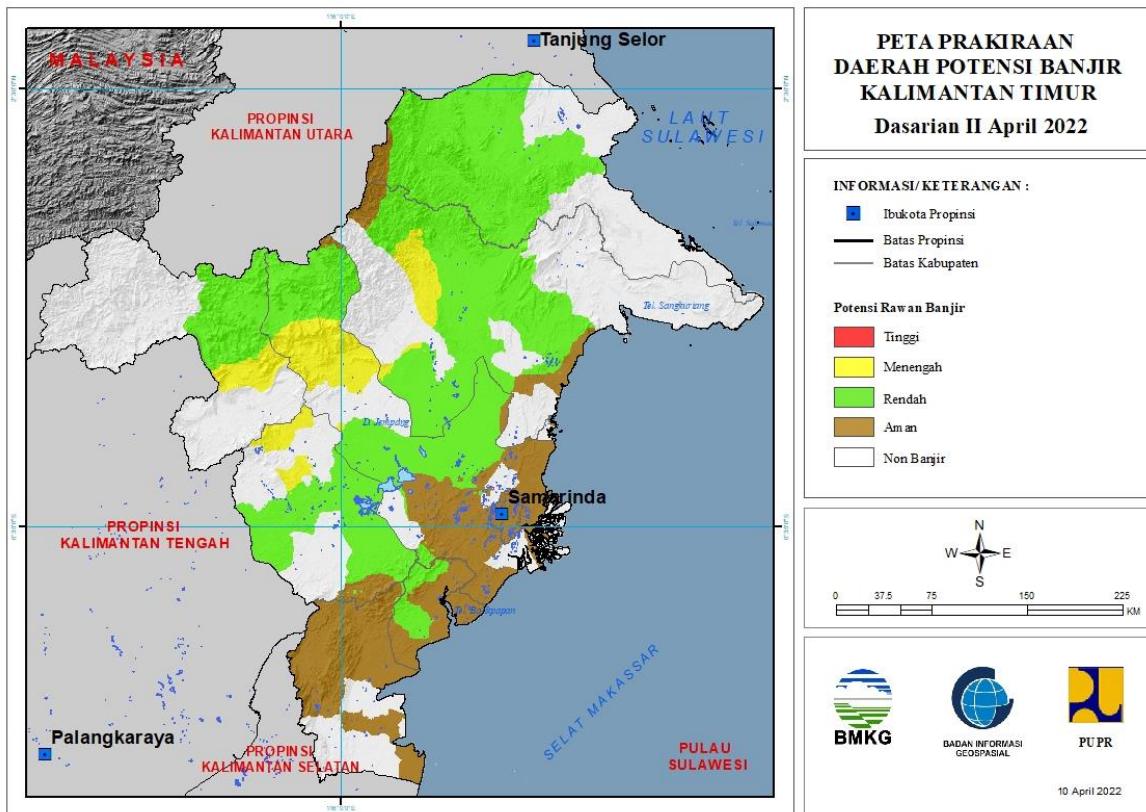 PETA PRAKIRAAN
DAERAH POTENSI BANJIR
KALIMANTAN TIMUR
Dasarian II April 2022
INFORMASI/ KETERANGAN :
Ibukota Propinsi
Batas Propinsi
Batas Kabupaten
Potensi Rawan Banjir
Tinggi
Menengah
Rendah
Aman
Non Banjir
N
W E
S
0 37.5 75 150 225
KM
BMKG
BADAN INFORMASI
GEOSPASIAL
PUPR
10 April 2022
Tanjung Selor
MALAYSIA
PROPINSI
KALIMANTAN UTARA
LAUT
SULAWESI
Tel. Sangkuriang
D. Jempang
Samarinda
PROPINSI
KALIMANTAN TENGAH
Tel. Balikpapan
SELAT MAKASSAR
Palangkaraya
PROPINSI
KALIMANTAN SELATAN
PULAU
SULAWESI